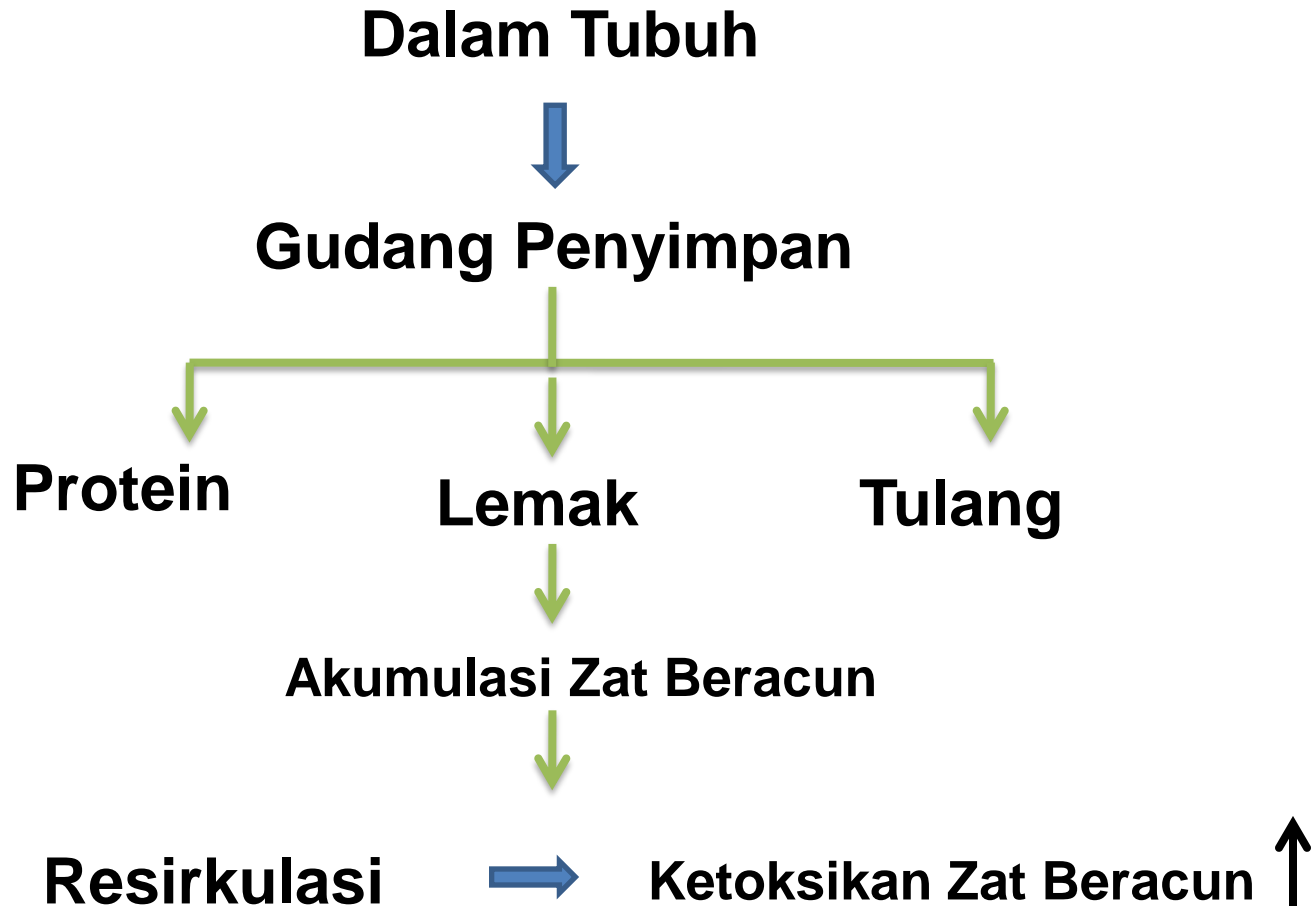 Dalam Tubuh
Gudang Penyimpan
Protein
Lemak
Tulang
Akumulasi Zat Beracun
Resirkulasi
Ketoksikan Zat Beracun